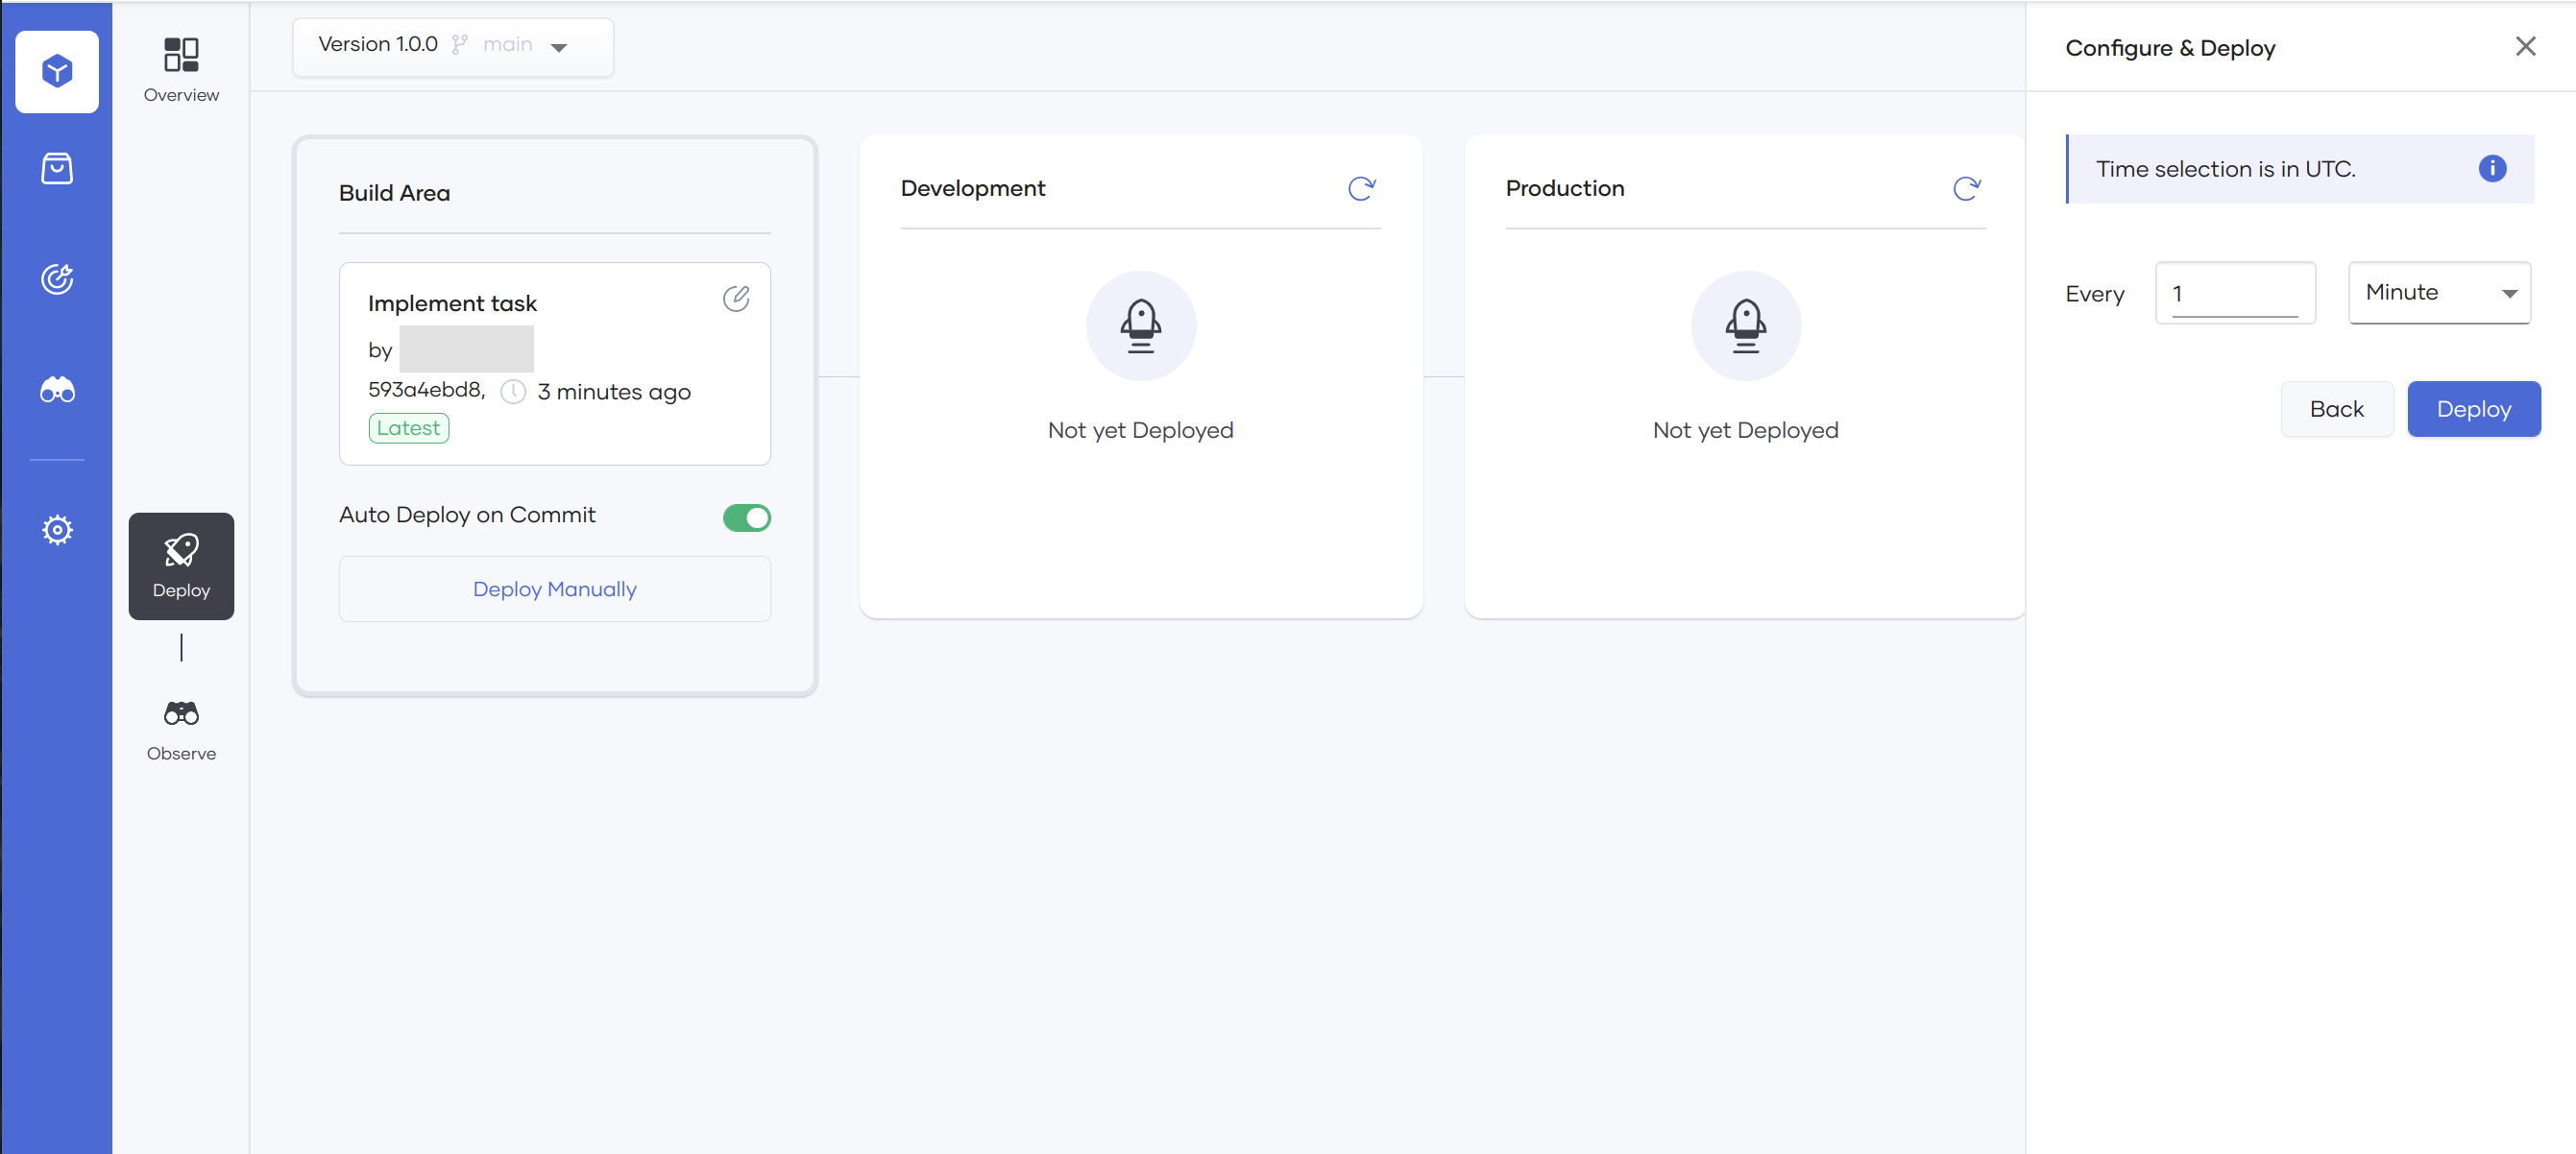 Overview
Deploy
Observe
Version 1.0.0 main
Build Area
Implement task
by
593a4ebd8, 3 minutes ago
Latest
Auto Deploy on Commit
Deploy Manually
Development
Not yet Deployed
Production
Not yet Deployed
Configure & Deploy
Time selection is in UTC.
Every 1 Minute
Back Deploy